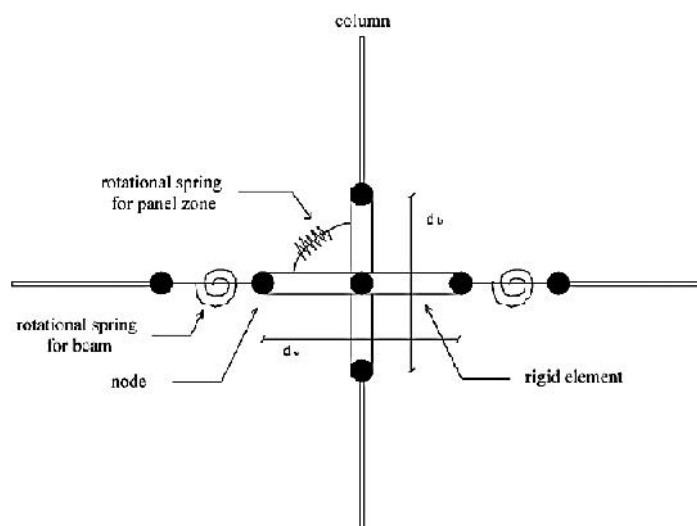 column
rotational spring
for panel zone
d b
rotational spring
for beam
d c
node
rigid element